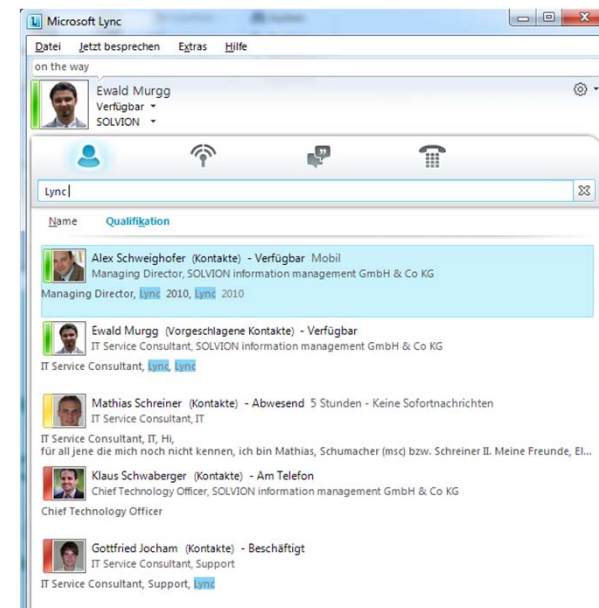 Microsoft Lync
Datei Jetzt besprechen Extras Hilfe
on the way
Ewald Murgg
Verfügbar
SOLVION
Lync
Name Qualifikation
Alex Schweighofer (Kontakte) - Verfügbar Mobil
Managing Director, SOLVION information management GmbH & Co KG
Managing Director, Lync 2010, Lync 2010
Ewald Murgg (Vorgeschlagene Kontakte) - Verfügbar
IT Service Consultant, SOLVION information management GmbH & Co KG
IT Service Consultant, Lync, Lync
Mathias Schreiner (Kontakte) - Abwesend 5 Stunden - Keine Sofortnachrichten
IT Service Consultant, IT
IT Service Consultant, IT, Hi,
für all jene die mich noch nicht kennen, ich bin Mathias, Schumacher (msc) bzw. Schreiner II. Meine Freunde, El...
Klaus Schwaberger (Kontakte) - Am Telefon
Chief Technology Officer, SOLVION information management GmbH & Co KG
Chief Technology Officer
Gottfried Jocham (Kontakte) - Beschäftigt
IT Service Consultant, Support
IT Service Consultant, Support, Lync